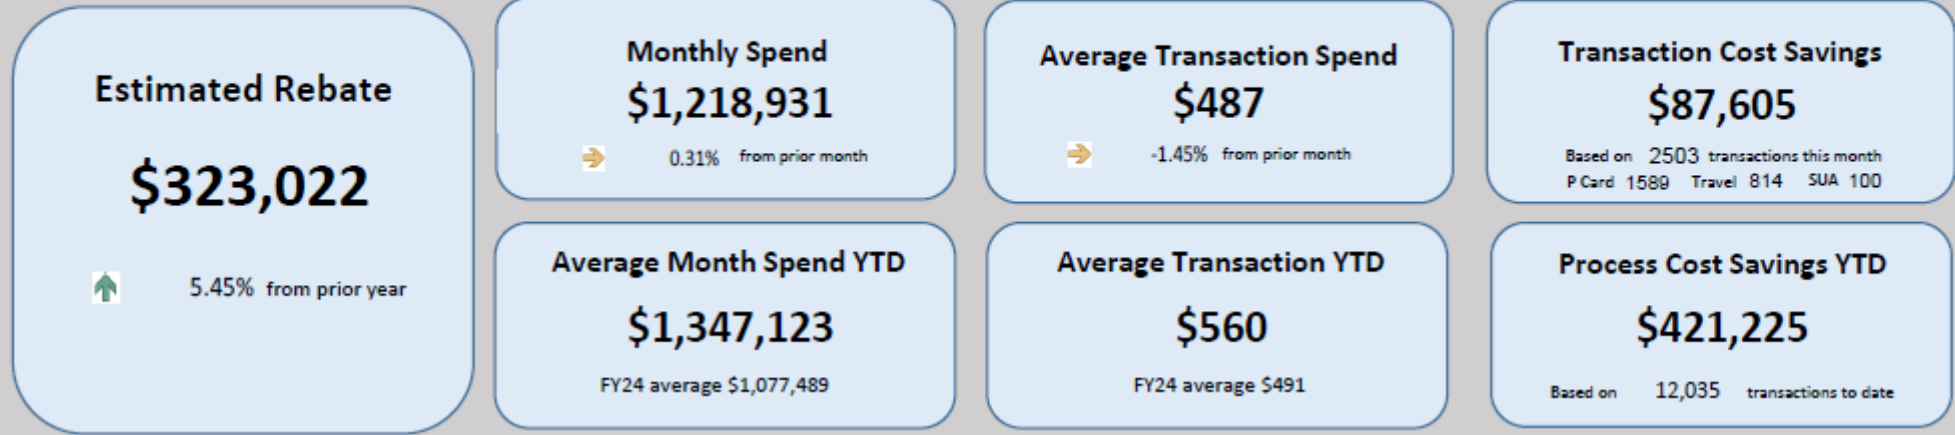 Estimated Rebate
$323,022
5.45% from prior year
Monthly Spend
$1,218,931
0.31% from prior month
Average Transaction Spend
$487
-1.45% from prior month
Transaction Cost Savings
$87,605
Based on 2503 transactions this month
P Card 1589 Travel 814 SUA 100
Average Month Spend YTD
$1,347,123
FY24 average $1,077,489
Average Transaction YTD
$560
FY24 average $491
Process Cost Savings YTD
$421,225
Based on 12,035 transactions to date